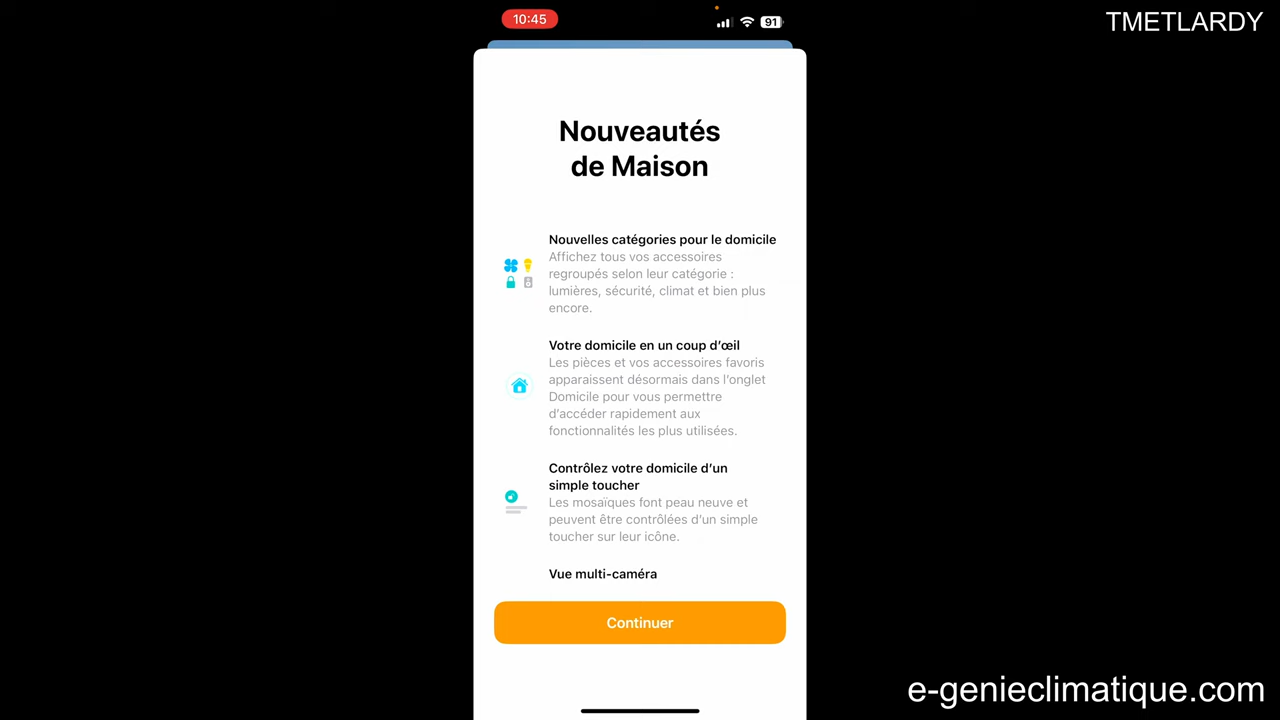 10:45
91
TMETLARDY
Nouveautés
de Maison
Nouvelles catégories pour le domicile
Affichez tous vos accessoires
regroupés selon leur catégorie :
lumières, sécurité, climat et bien plus
encore.
Votre domicile en un coup d’œil
Les pièces et vos accessoires favoris
apparaissent désormais dans l’onglet
Domicile pour vous permettre
d’accéder rapidement aux
fonctionnalités les plus utilisées.
Contrôlez votre domicile d’un
simple toucher
Les mosaïques font peau neuve et
peuvent être contrôlées d’un simple
toucher sur leur icône.
Vue multi-caméra
Continuer
e-genieclimatique.com